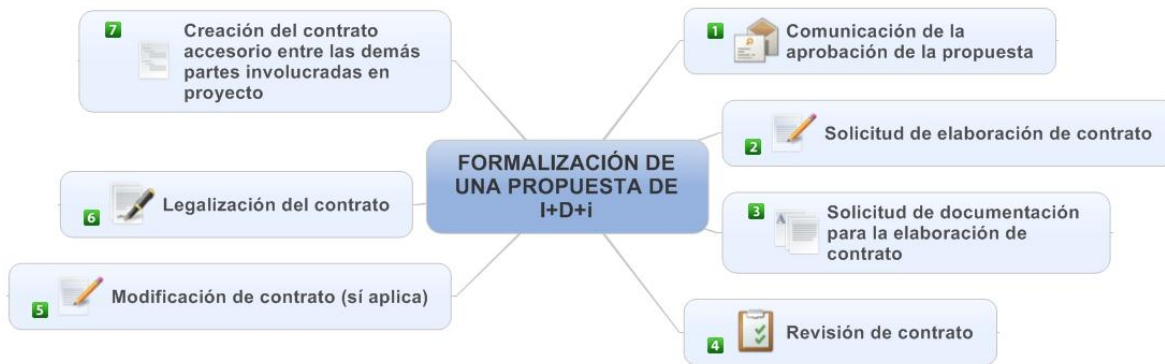 FORMALIZACIÓN DE
UNA PROPUESTA DE
I+D+i
1
Comunicación de la
aprobación de la propuesta
2
Solicitud de elaboración de contrato
3
Solicitud de documentación
para la elaboración de
contrato
4
Revisión de contrato
5
Modificación de contrato (sí aplica)
6
Legalización del contrato
7
Creación del contrato
accesorio entre las demás
partes involucradas en
proyecto